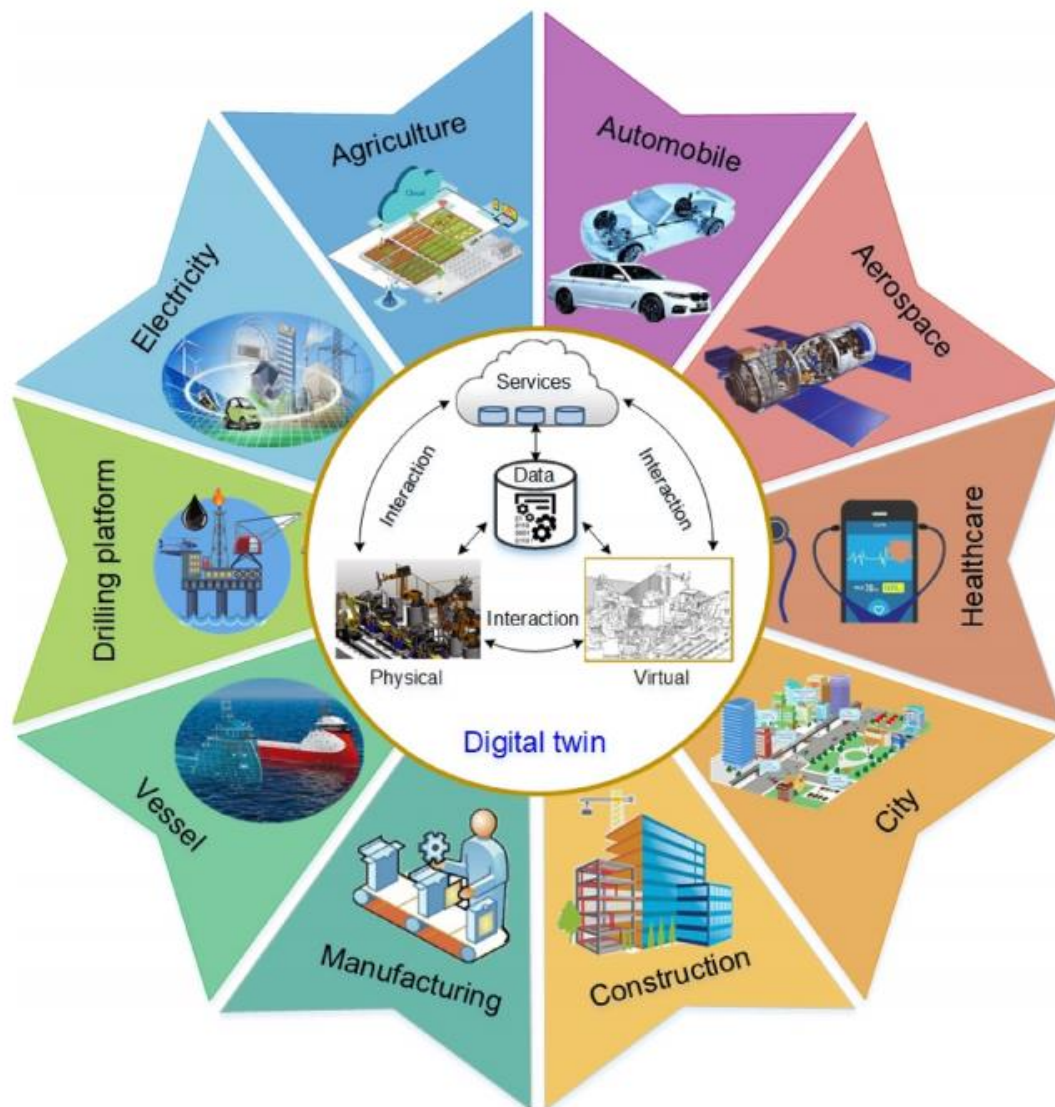 Agriculture
Automobile
Aerospace
Healthcare
City
Construction
Manufacturing
Vessel
Drilling platform
Electricity
Cloud
Services
Interaction
Interaction
Data
Interaction
Physical
Virtual
Digital twin